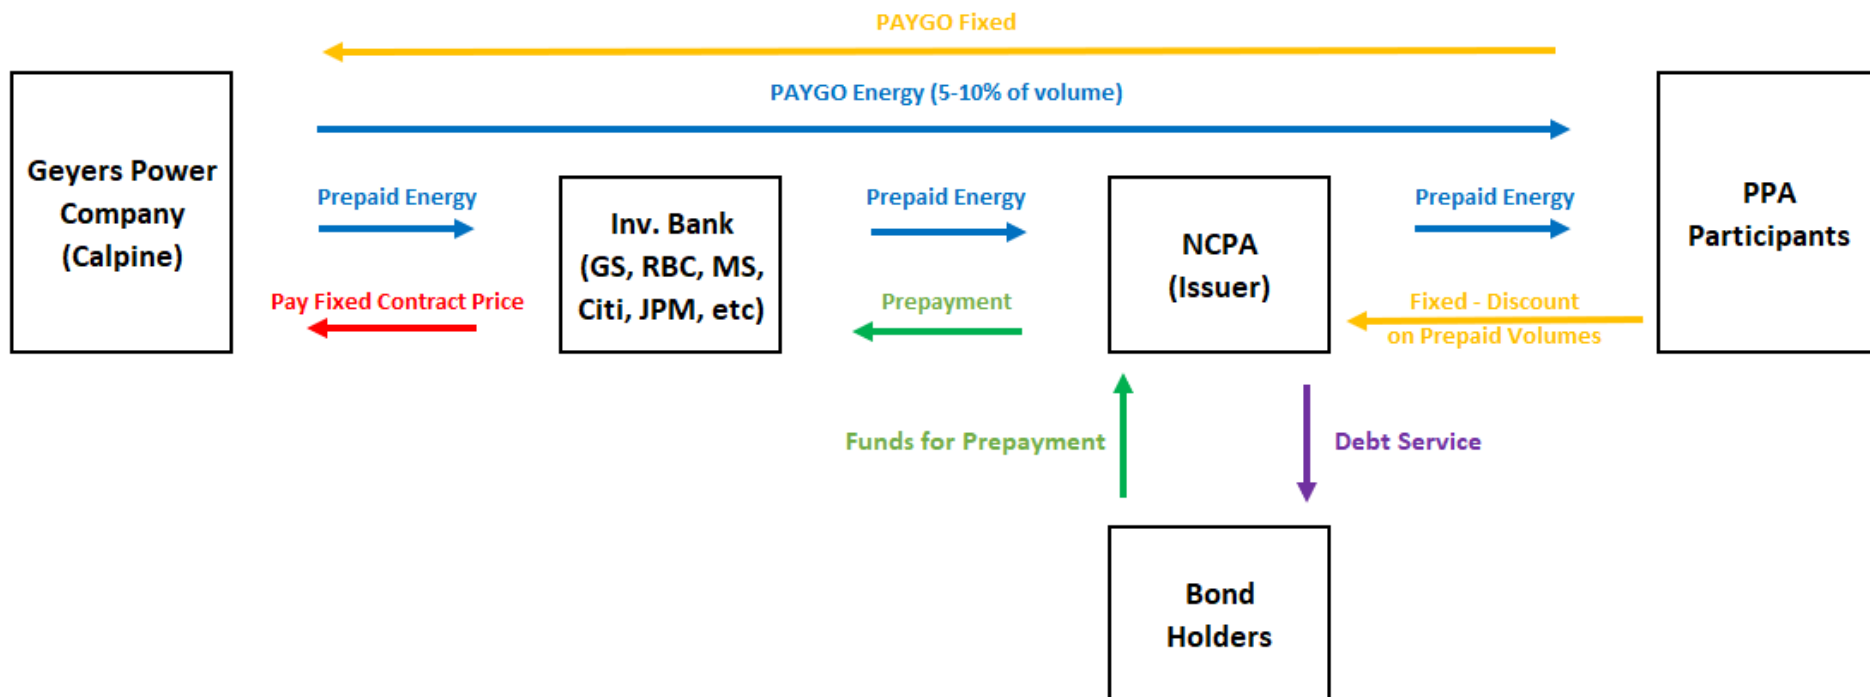 PAYGO Fixed
PAYGO Energy (5-10% of volume)
Geyers Power
Company
(Calpine)
Prepaid Energy
Pay Fixed Contract Price
Inv. Bank
(GS, RBC, MS,
Citi, JPM, etc)
Prepaid Energy
Prepayment
NCPA
(Issuer)
Prepaid Energy
Fixed - Discount
on Prepaid Volumes
PPA
Participants
Funds for Prepayment
Debt Service
Bond
Holders